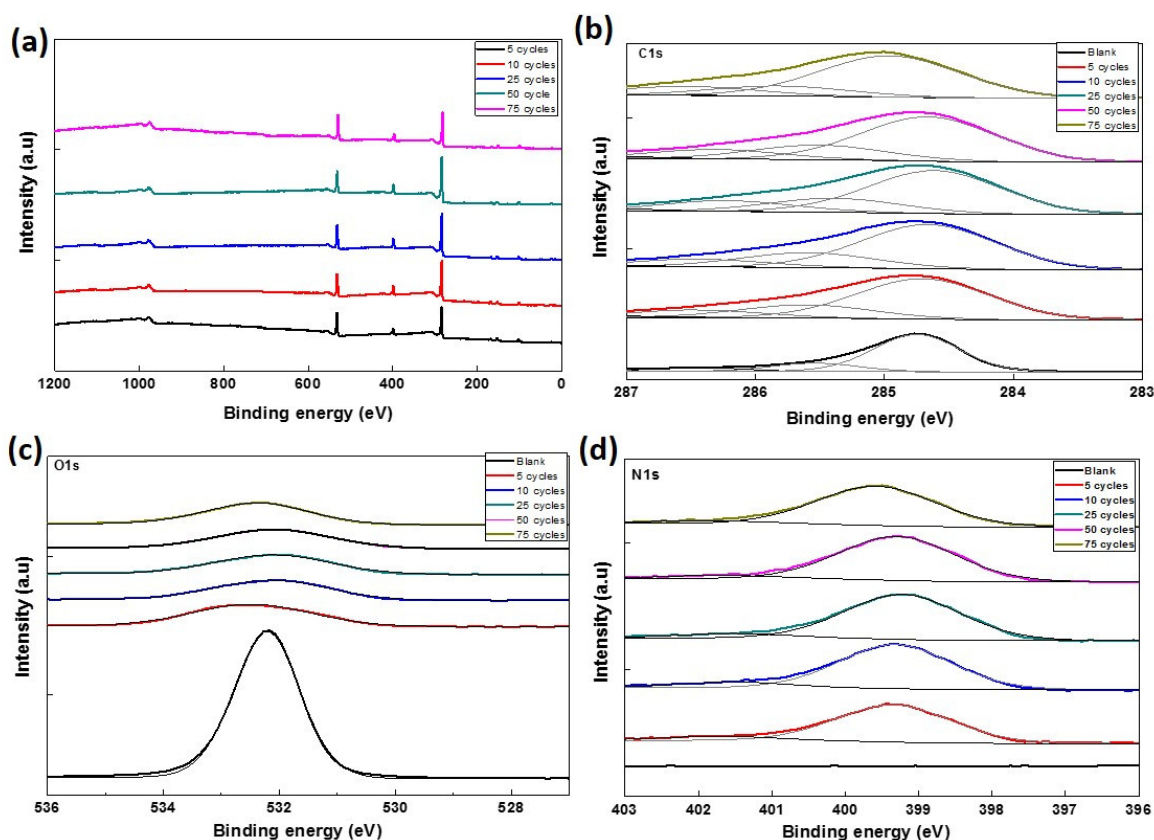 (a)
5 cycles
10 cycles
25 cycles
50 cycle
75 cycles
Intensity (a.u)
1200 1000 800 600 400 200 0
Binding energy (eV)
(b)
C1s
Blank
5 cycles
10 cycles
25 cycles
50 cycles
75 cycles
Intensity (a.u)
287 286 285 284 283
Binding energy (eV)
(c)
O1s
Blank
5 cycles
10 cycles
25 cycles
50 cycles
75 cycles
Intensity (a.u)
536 534 532 530 528
Binding energy (eV)
(d)
N1s
Blank
5 cycles
10 cycles
25 cycles
50 cycles
75 cycles
Intensity (a.u)
403 402 401 400 399 398 397 396
Binding energy (eV)